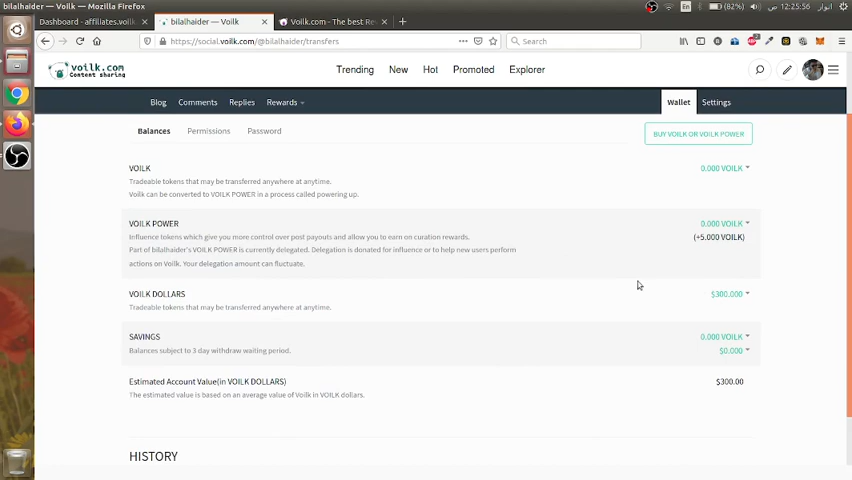 bilalhaider — Voilk - Mozilla Firefox
En
(82%)
12:25:56
Dashboard - affiliates.voilk
bilalhaider — Voilk
Voilk.com - The best Re
https://social.voilk.com/@bilalhaider/transfers
Search
voilk.com
Content sharing
Trending
New
Hot
Promoted
Explorer
Blog
Comments
Replies
Rewards
Wallet
Settings
Balances
Permissions
Password
BUY VOILK OR VOILK POWER
VOILK
0.000 VOILK
Tradeable tokens that may be transferred anywhere at anytime.
Voilk can be converted to VOILK POWER in a process called powering up.
VOILK POWER
0.000 VOILK
Influence tokens which give you more control over post payouts and allow you to earn on curation rewards.
(+5.000 VOILK)
Part of bilalhaider's VOILK POWER is currently delegated. Delegation is donated for influence or to help new users perform
actions on Voilk. Your delegation amount can fluctuate.
VOILK DOLLARS
$300.000
Tradeable tokens that may be transferred anywhere at anytime.
SAVINGS
0.000 VOILK
Balances subject to 3 day withdraw waiting period.
$0.000
Estimated Account Value(in VOILK DOLLARS)
$300.00
The estimated value is based on an average value of Voilk in VOILK dollars.
HISTORY